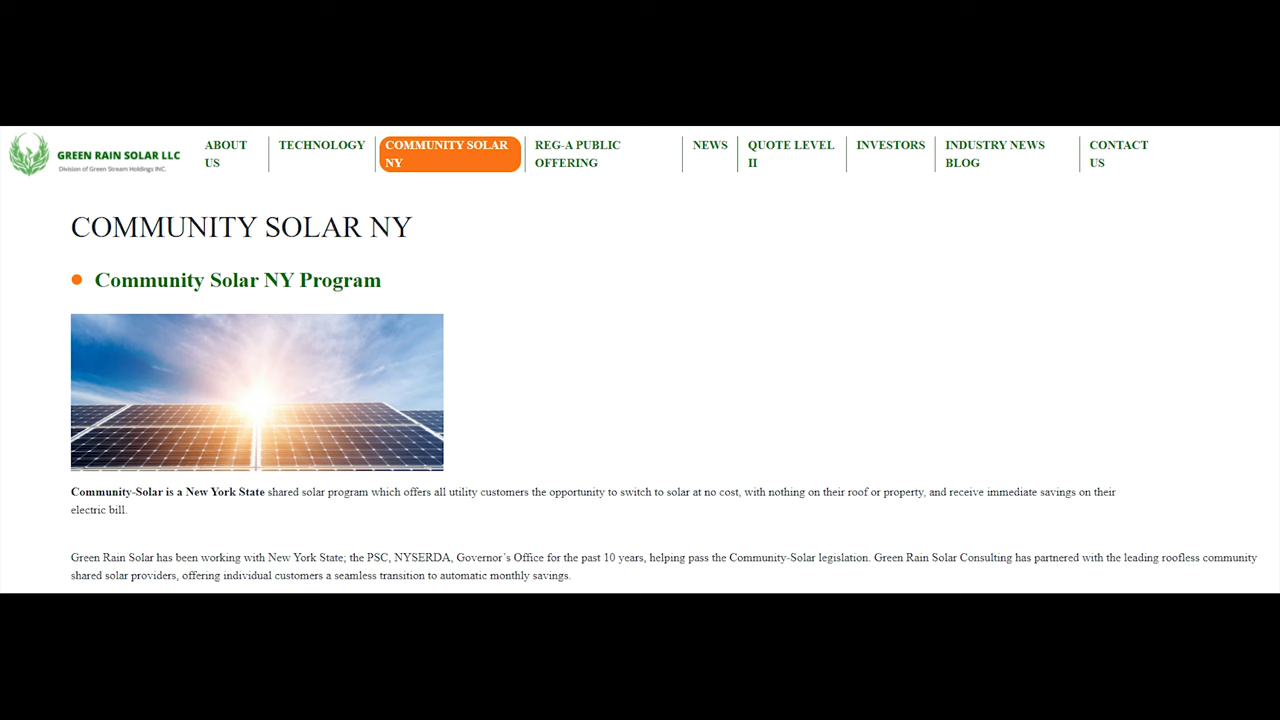 GREEN RAIN SOLAR LLC
Division of Green Stream Holdings INC.
ABOUT US
TECHNOLOGY
COMMUNITY SOLAR NY
REG-A PUBLIC OFFERING
NEWS
QUOTE LEVEL II
INVESTORS
INDUSTRY NEWS BLOG
CONTACT US
COMMUNITY SOLAR NY
Community Solar NY Program
Community-Solar is a New York State shared solar program which offers all utility customers the opportunity to switch to solar at no cost, with nothing on their roof or property, and receive immediate savings on their
electric bill.
Green Rain Solar has been working with New York State; the PSC, NYSERDA, Governor's Office for the past 10 years, helping pass the Community-Solar legislation. Green Rain Solar Consulting has partnered with the leading roofless community
shared solar providers, offering individual customers a seamless transition to automatic monthly savings.